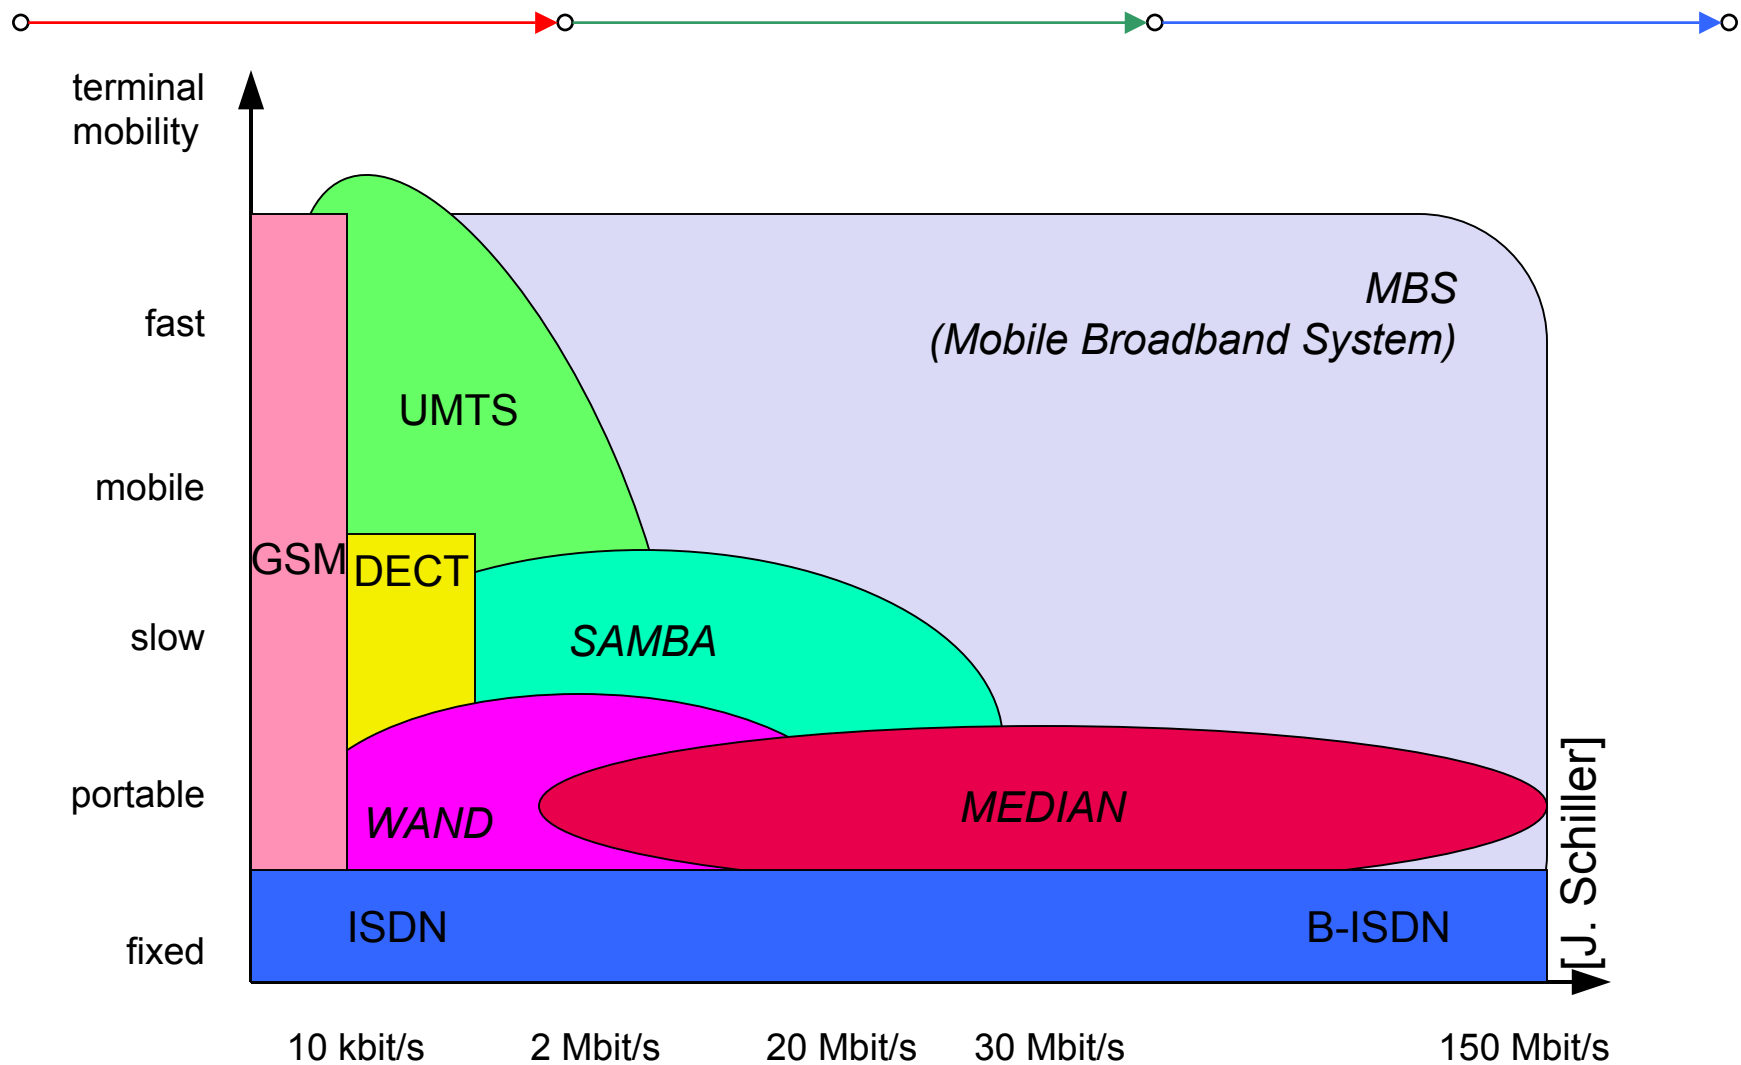 terminal
mobility
MBS
(Mobile Broadband System)
fast
UMTS
mobile
GSM
DECT
slow
SAMBA
portable
WAND
MEDIAN
[J. Schiller]
ISDN
B-ISDN
fixed
10 kbit/s 2 Mbit/s 20 Mbit/s 30 Mbit/s 150 Mbit/s